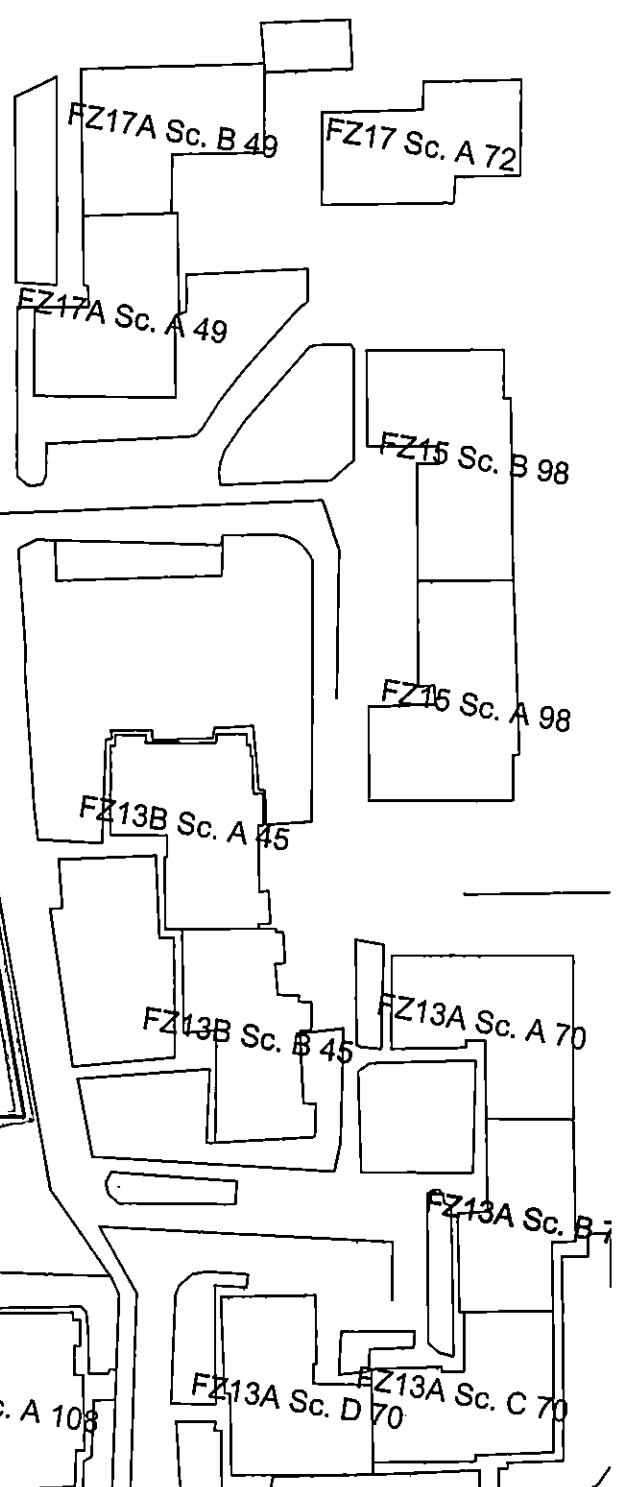 FZ17A Sc. B 49
FZ17 Sc. A 72
FZ17A Sc. A 49
FZ15 Sc. B 98
FZ15 Sc. A 98
FZ13B Sc. A 45
FZ13B Sc. B 45
FZ13A Sc. A 70
FZ13A Sc. B
FZ13A Sc. D 70
FZ13A Sc. C 70
c. A 108